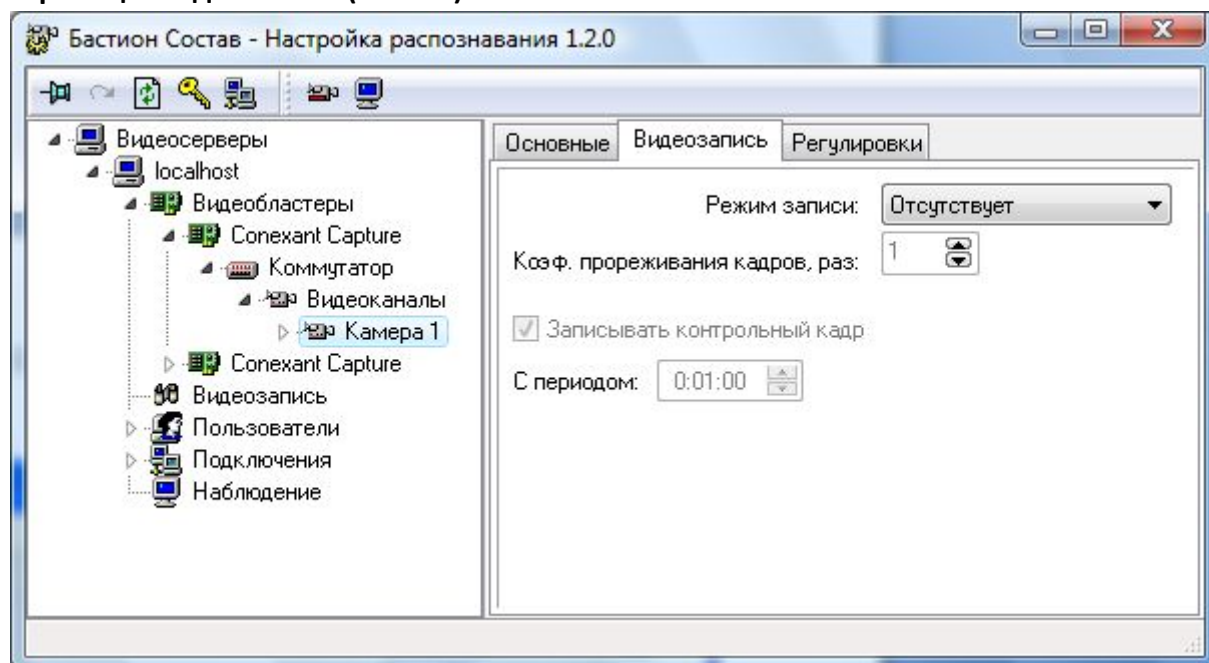 Бастион Состав - Настройка распознавания 1.2.0
Видеосерверы
localhost
Видеобластеры
Conexant Capture
Коммутатор
Видеоканалы
Камера 1
Conexant Capture
Видеозапись
Пользователи
Подключения
Наблюдение
Основные Видеозапись Регулировки
Режим записи: Отсутствует
Коэф. прореживания кадров, раз: 1
Записывать контрольный кадр
С периодом: 0:01:00